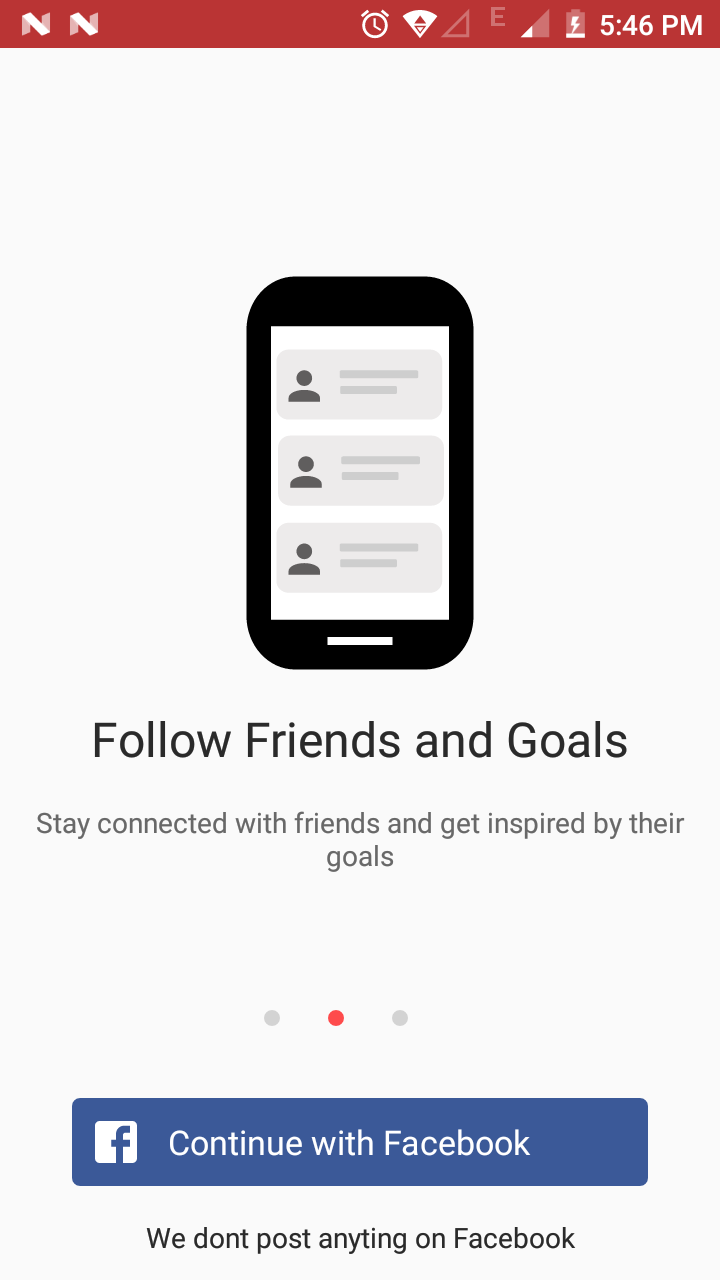 E 5:46 PM
Follow Friends and Goals
Stay connected with friends and get inspired by their
goals
Continue with Facebook
We dont post anyting on Facebook